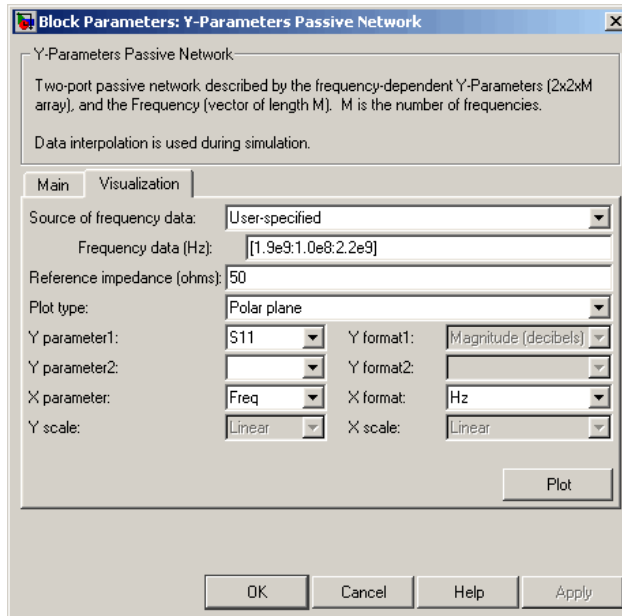 Block Parameters: Y-Parameters Passive Network
Y-Parameters Passive Network
Two-port passive network described by the frequency-dependent Y-Parameters (2x2xM
array), and the Frequency (vector of length M).  M is the number of frequencies.
Data interpolation is used during simulation.
Main Visualization
Source of frequency data: User-specified
Frequency data (Hz): [1.9e9:1.0e8:2.2e9]
Reference impedance (ohms): 50
Plot type: Polar plane
Y parameter1: S11 Y format1: Magnitude (decibels)
Y parameter2: Y format2:
X parameter: Freq X format: Hz
Y scale: Linear X scale: Linear
Plot
OK Cancel Help Apply